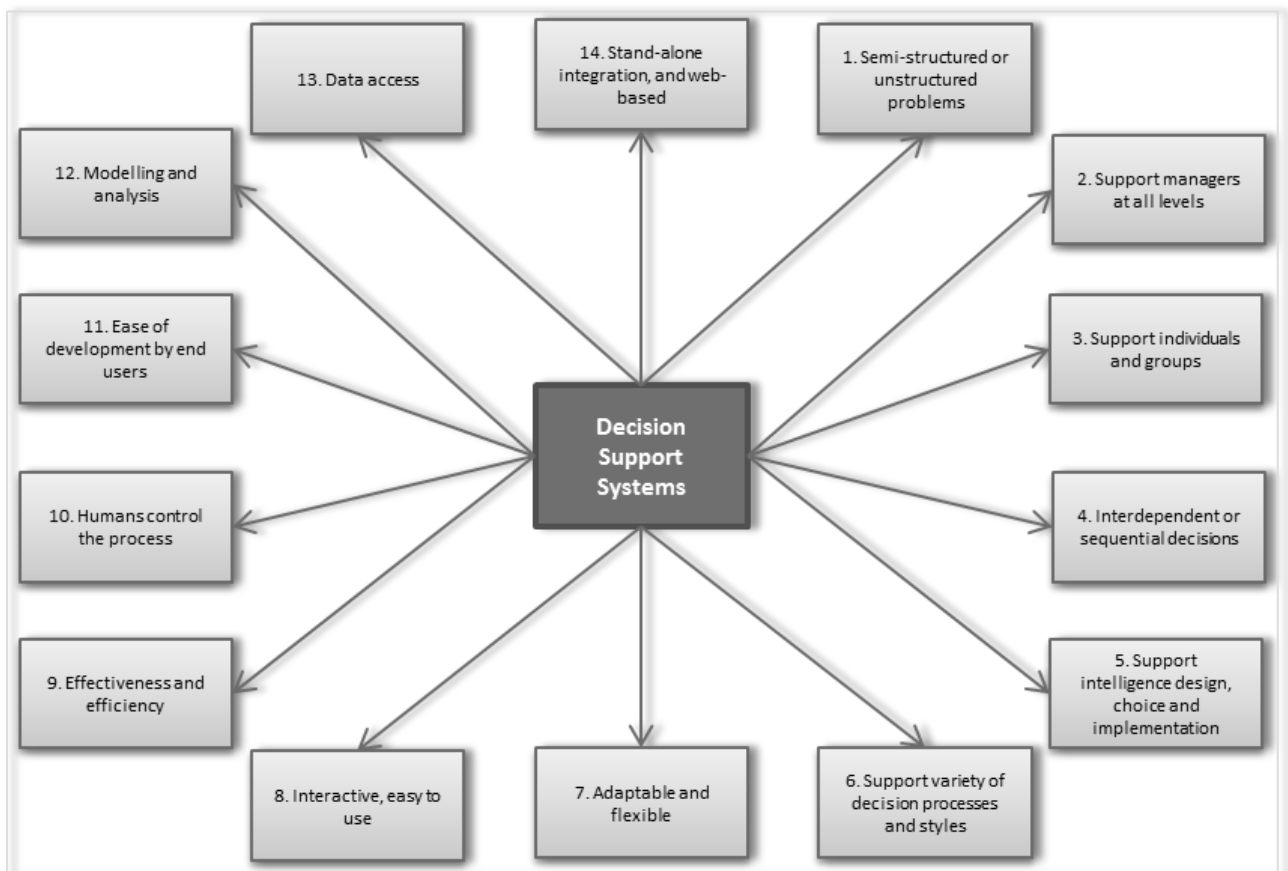 13. Data access
14. Stand-alone
integration, and web-
based
1. Semi-structured or
unstructured
problems
12. Modelling and
analysis
2. Support managers
at all levels
11. Ease of
development by end
users
3. Support individuals
and groups
Decision
Support
Systems
10. Humans control
the process
4. Interdependent or
sequential decisions
9. Effectiveness and
efficiency
5. Support
intelligence design,
choice and
implementation
8. Interactive, easy to
use
7. Adaptable and
flexible
6. Support variety of
decision processes
and styles